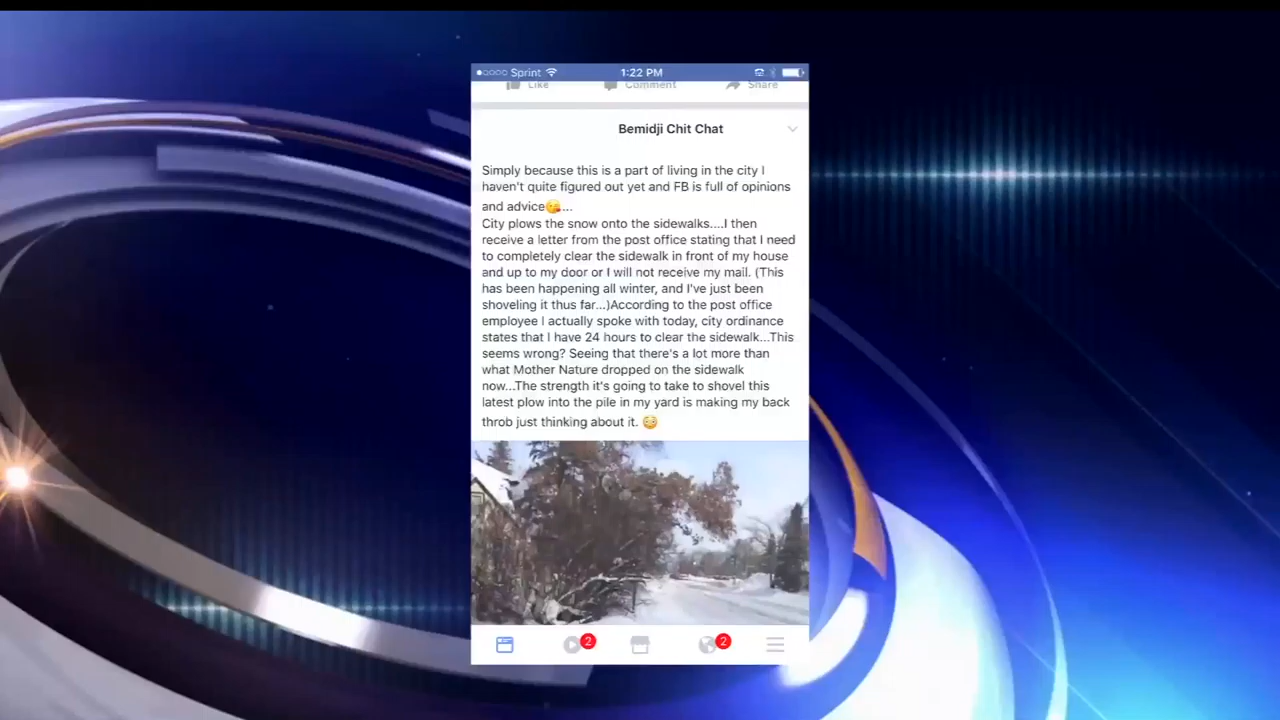 Sprint 1:22 PM
Like Comment Share
Bemidji Chit Chat
Simply because this is a part of living in the city I
haven't quite figured out yet and FB is full of opinions
and advice😘...
City plows the snow onto the sidewalks....I then
receive a letter from the post office stating that I need
to completely clear the sidewalk in front of my house
and up to my door or I will not receive my mail. (This
has been happening all winter, and I've just been
shoveling it thus far...)According to the post office
employee I actually spoke with today, city ordinance
states that I have 24 hours to clear the sidewalk...This
seems wrong? Seeing that there's a lot more than
what Mother Nature dropped on the sidewalk
now...The strength it's going to take to shovel this
latest plow into the pile in my yard is making my back
throb just thinking about it. 😳
2 2